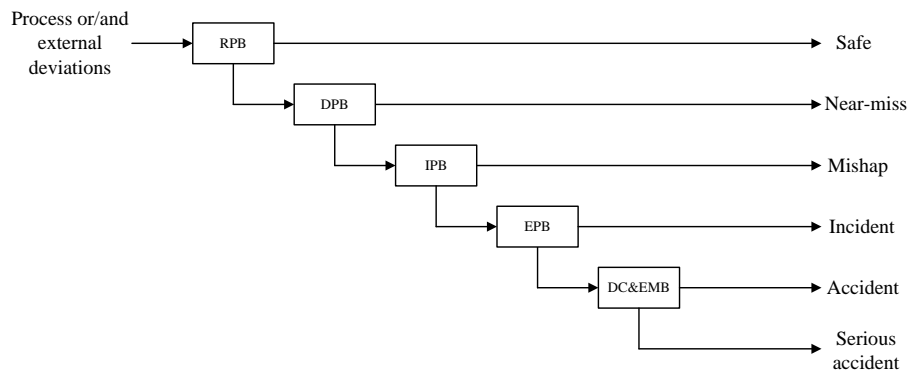 Process or/and
external
deviations
RPB
Safe
DPB
Near-miss
IPB
Mishap
EPB
Incident
DC&EMB
Accident
Serious
accident